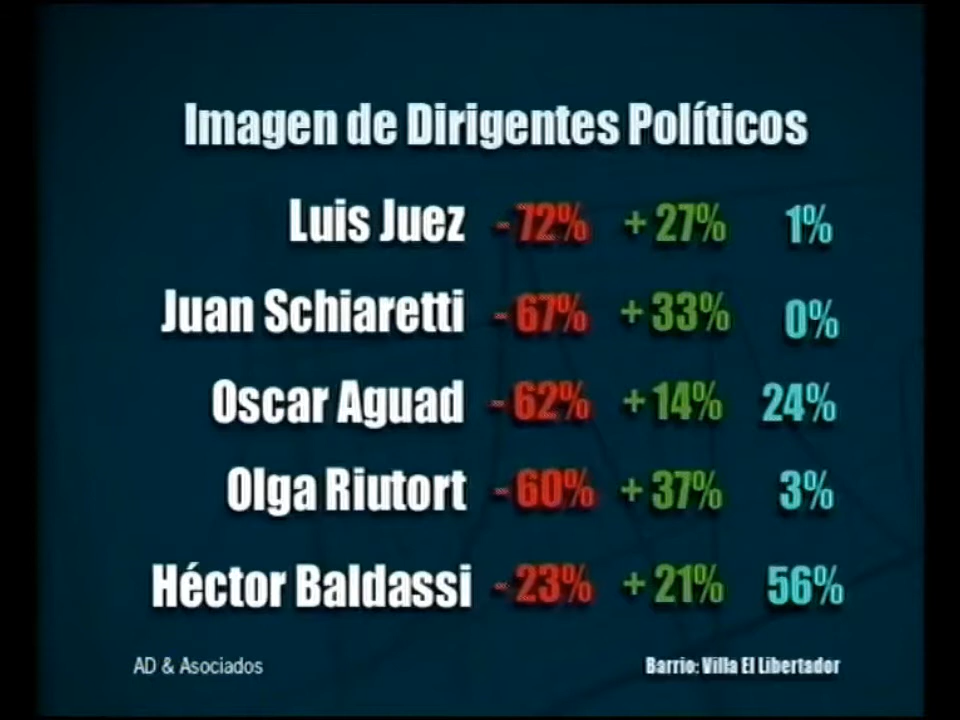 Imagen de Dirigentes Políticos
Luis Juez - 72% + 27% 1%
Juan Schiaretti - 67% + 33% 0%
Oscar Aguad - 62% + 14% 24%
Olga Riutort - 60% + 37% 3%
Héctor Baldassi - 23% + 21% 56%
AD & Asociados Barrio: Villa El Libertador